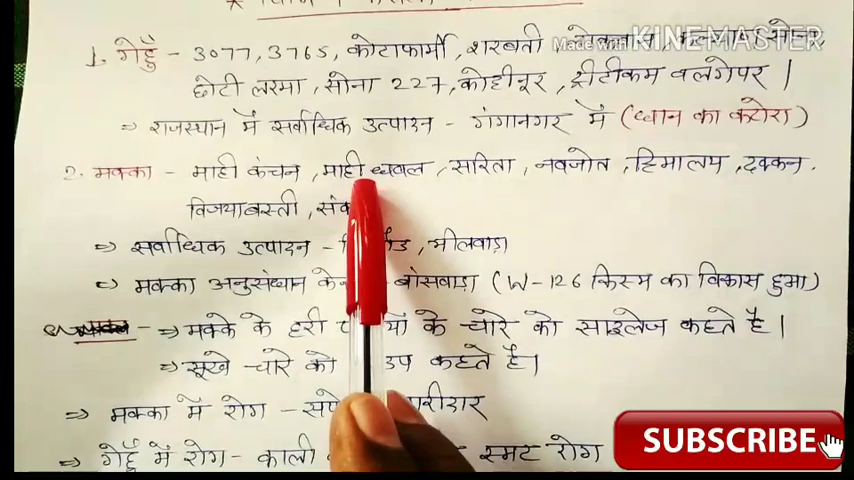 1. गेहूँ - 3077, 3765, कोटाफार्मा, शरबती सोना,
छोटी लरमा, सोना 227, कोहीनूर, ट्रीटीकम वलगेपर |
⇒ राजस्थान में सर्वाधिक उत्पादन - गंगानगर में (धान का कटोरा)
2. मक्का - माही कंचन, माही धवल, सरिता, नवजोत, हिमालय, दक्कन.
विजयाबस्ती,
⇒ सर्वाधिक उत्पादन - भीलवाड़ा
⇒ मक्का अनुसंधान बांसवाड़ा (W-126 किस्म का विकास हुआ)
⇒ मक्के के हरी के चारे को साइलेज कहते है |
⇒ सूखे चारे को कहते है |
⇒ मक्का में रोग -
⇒ गेहूँ में रोग - काली स्मट रोग
Made with KINEMASTER
SUBSCRIBE